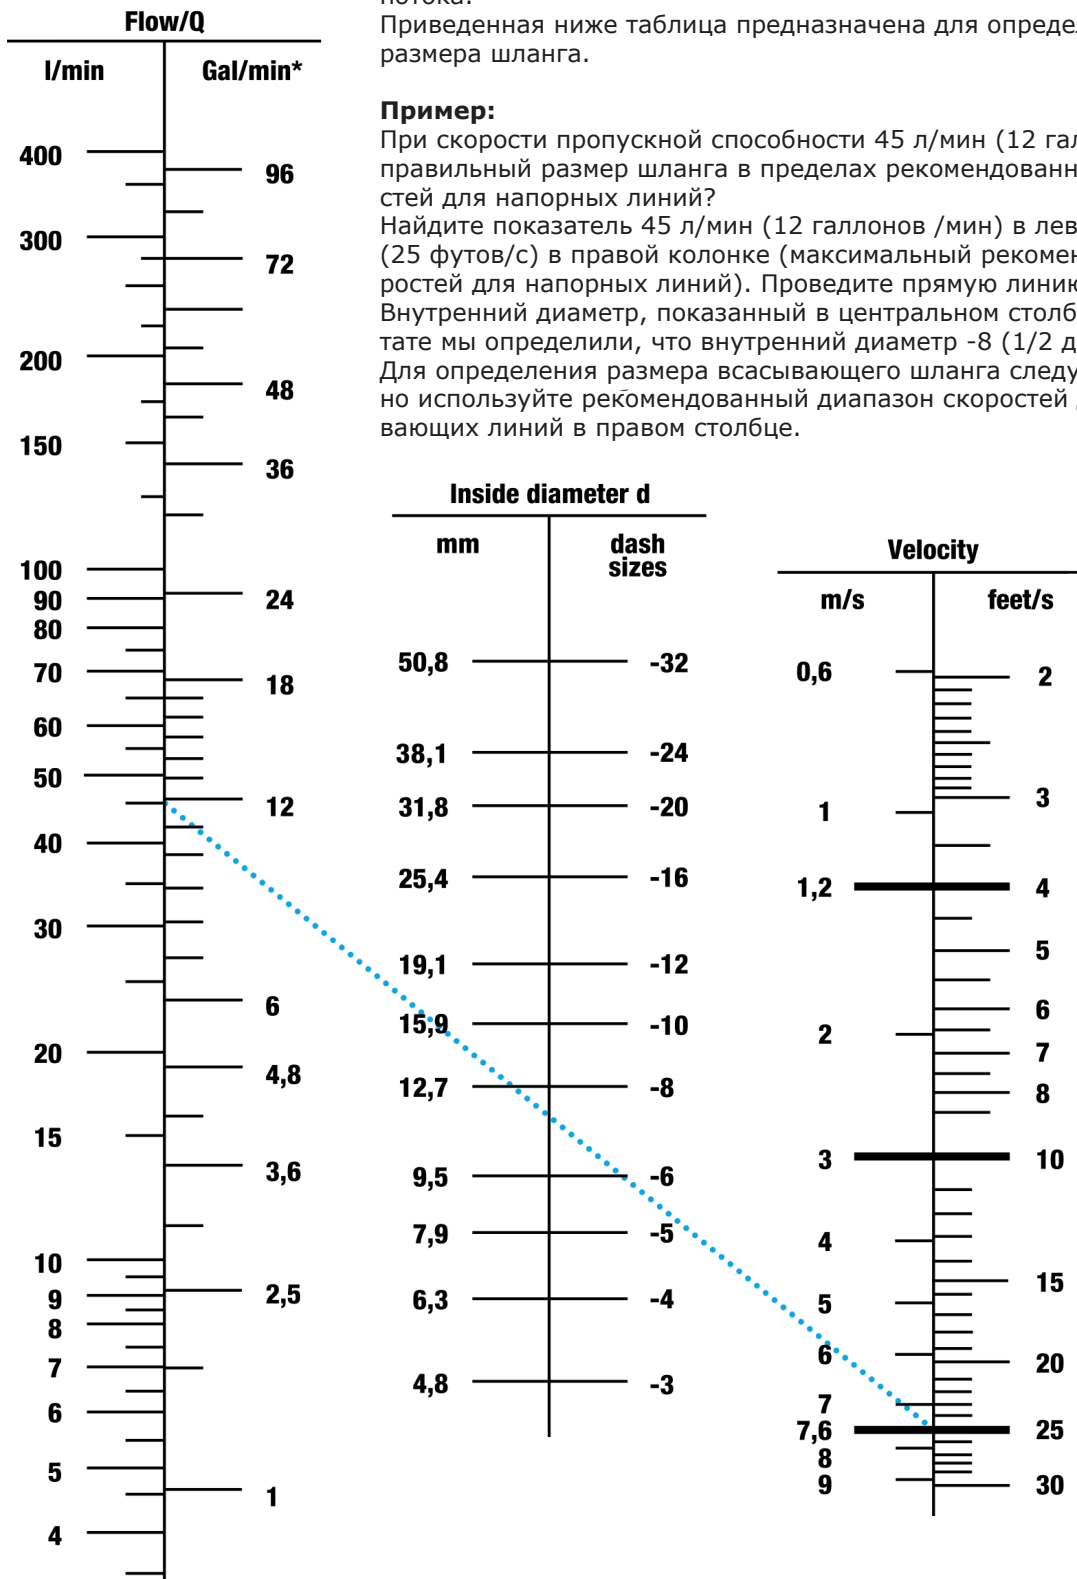 потока.
Приведенная ниже таблица предназначена для
размера шланга.
Пример:
При скорости пропускной способности 45 л/мин (12
правильный размер шланга в пределах
стей для напорных линий?
Найдите показатель 45 л/мин (12 галлонов /мин) в
(25 футов/с) в правой колонке (максимальный
ростей для напорных линий). Проведите прямую
Внутренний диаметр, показанный в центральном
тате мы определили, что внутренний диаметр -8 (1/2
Для определения размера всасывающего шланга
но используйте рекомендованный диапазон скоростей
вающих линий в правом столбце.
Flow/Q
l/min Gal/min*
400
96
300
72
200
48
150
36
100
24
90
80
70
18
60
50
12
40
30
6
20
4,8
15
3,6
10
2,5
9
8
7
6
5
1
4
Inside diameter d
mm dash
sizes
50,8 -32
38,1 -24
31,8 -20
25,4 -16
19,1 -12
15,9 -10
12,7 -8
9,5 -6
7,9 -5
6,3 -4
4,8 -3
Velocity
m/s feet/s
0,6 2
3
1
1,2 4
5
6
2
7
8
3 10
4
15
5
6 20
7
7,6 25
8
9 30